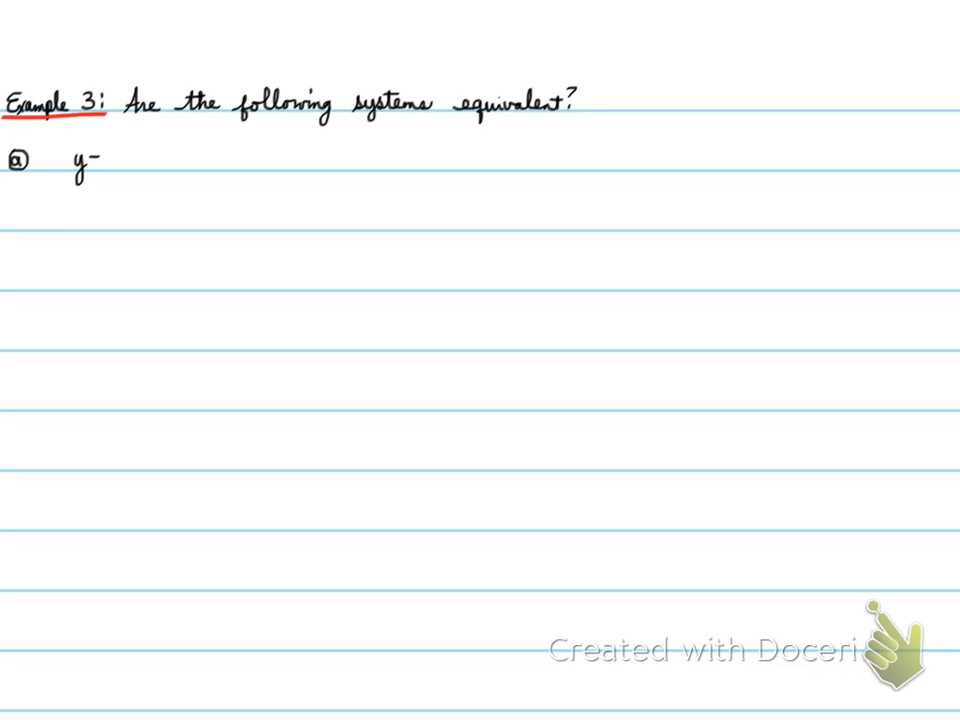 Example 3: Are the following systems equivalent?
ⓐ y-
Created with Doceri